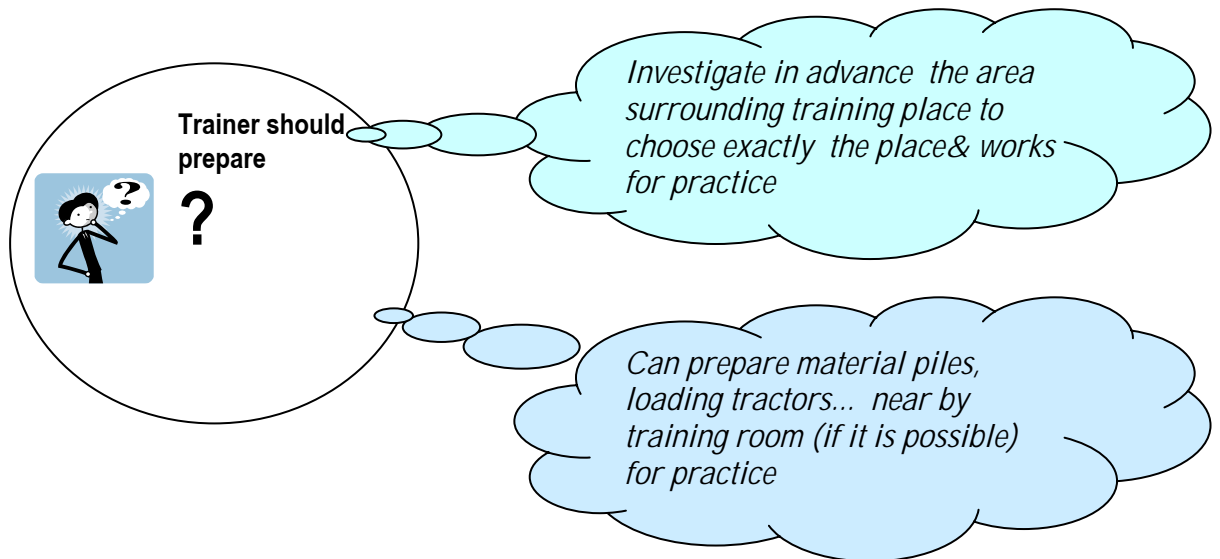 Trainer should
prepare
?
?
Investigate in advance the area
surrounding training place to
choose exactly the place& works
for practice
Can prepare material piles,
loading tractors... near by
training room (if it is possible)
for practice